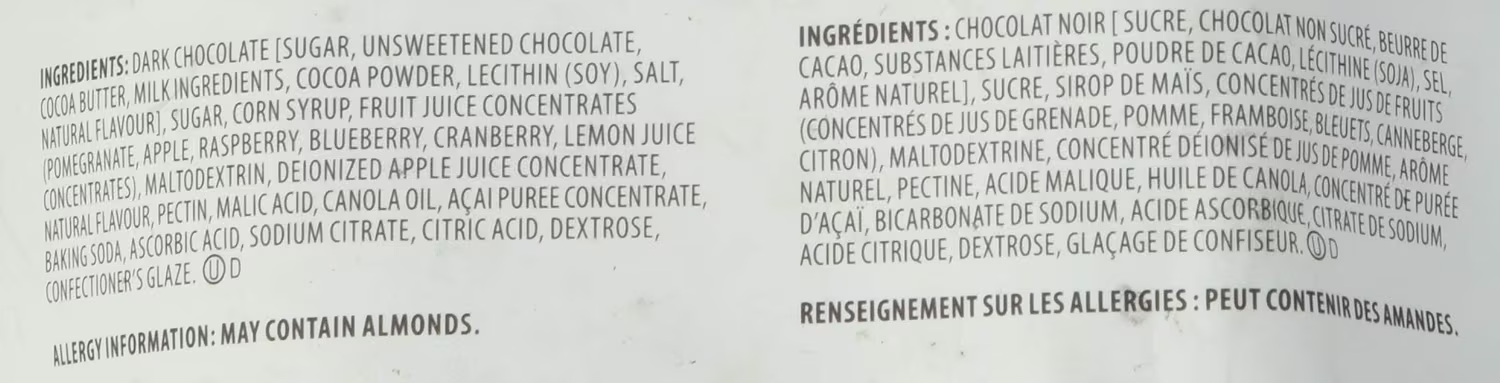 INGREDIENTS: DARK CHOCOLATE [SUGAR, UNSWEETENED CHOCOLATE,
COCOA BUTTER, MILK INGREDIENTS, COCOA POWDER, LECITHIN (SOY), SALT,
NATURAL FLAVOUR], SUGAR, CORN SYRUP, FRUIT JUICE CONCENTRATES
(POMEGRANATE, APPLE, RASPBERRY, BLUEBERRY, CRANBERRY, LEMON JUICE
CONCENTRATES), MALTODEXTRIN, DEIONIZED APPLE JUICE CONCENTRATE,
NATURAL FLAVOUR, PECTIN, MALIC ACID, CANOLA OIL, AÇAI PUREE CONCENTRATE,
BAKING SODA, ASCORBIC ACID, SODIUM CITRATE, CITRIC ACID, DEXTROSE,
CONFECTIONER'S GLAZE. Ⓤ D
ALLERGY INFORMATION: MAY CONTAIN ALMONDS.
INGRÉDIENTS : CHOCOLAT NOIR [ SUCRE, CHOCOLAT NON SUCRÉ, BEURRE DE
CACAO, SUBSTANCES LAITIÈRES, POUDRE DE CACAO, LÉCITHINE (SOJA), SEL,
ARÔME NATUREL], SUCRE, SIROP DE MAÏS, CONCENTRÉS DE JUS DE FRUITS
(CONCENTRÉS DE JUS DE GRENADE, POMME, FRAMBOISE, BLEUETS, CANNEBERGE,
CITRON), MALTODEXTRINE, CONCENTRÉ DÉIONISÉ DE JUS DE POMME, ARÔME
NATUREL, PECTINE, ACIDE MALIQUE, HUILE DE CANOLA, CONCENTRÉ DE PURÉE
D'AÇAÏ, BICARBONATE DE SODIUM, ACIDE ASCORBIQUE, CITRATE DE SODIUM,
ACIDE CITRIQUE, DEXTROSE, GLAÇAGE DE CONFISEUR. Ⓤ D
RENSEIGNEMENT SUR LES ALLERGIES : PEUT CONTENIR DES AMANDES.